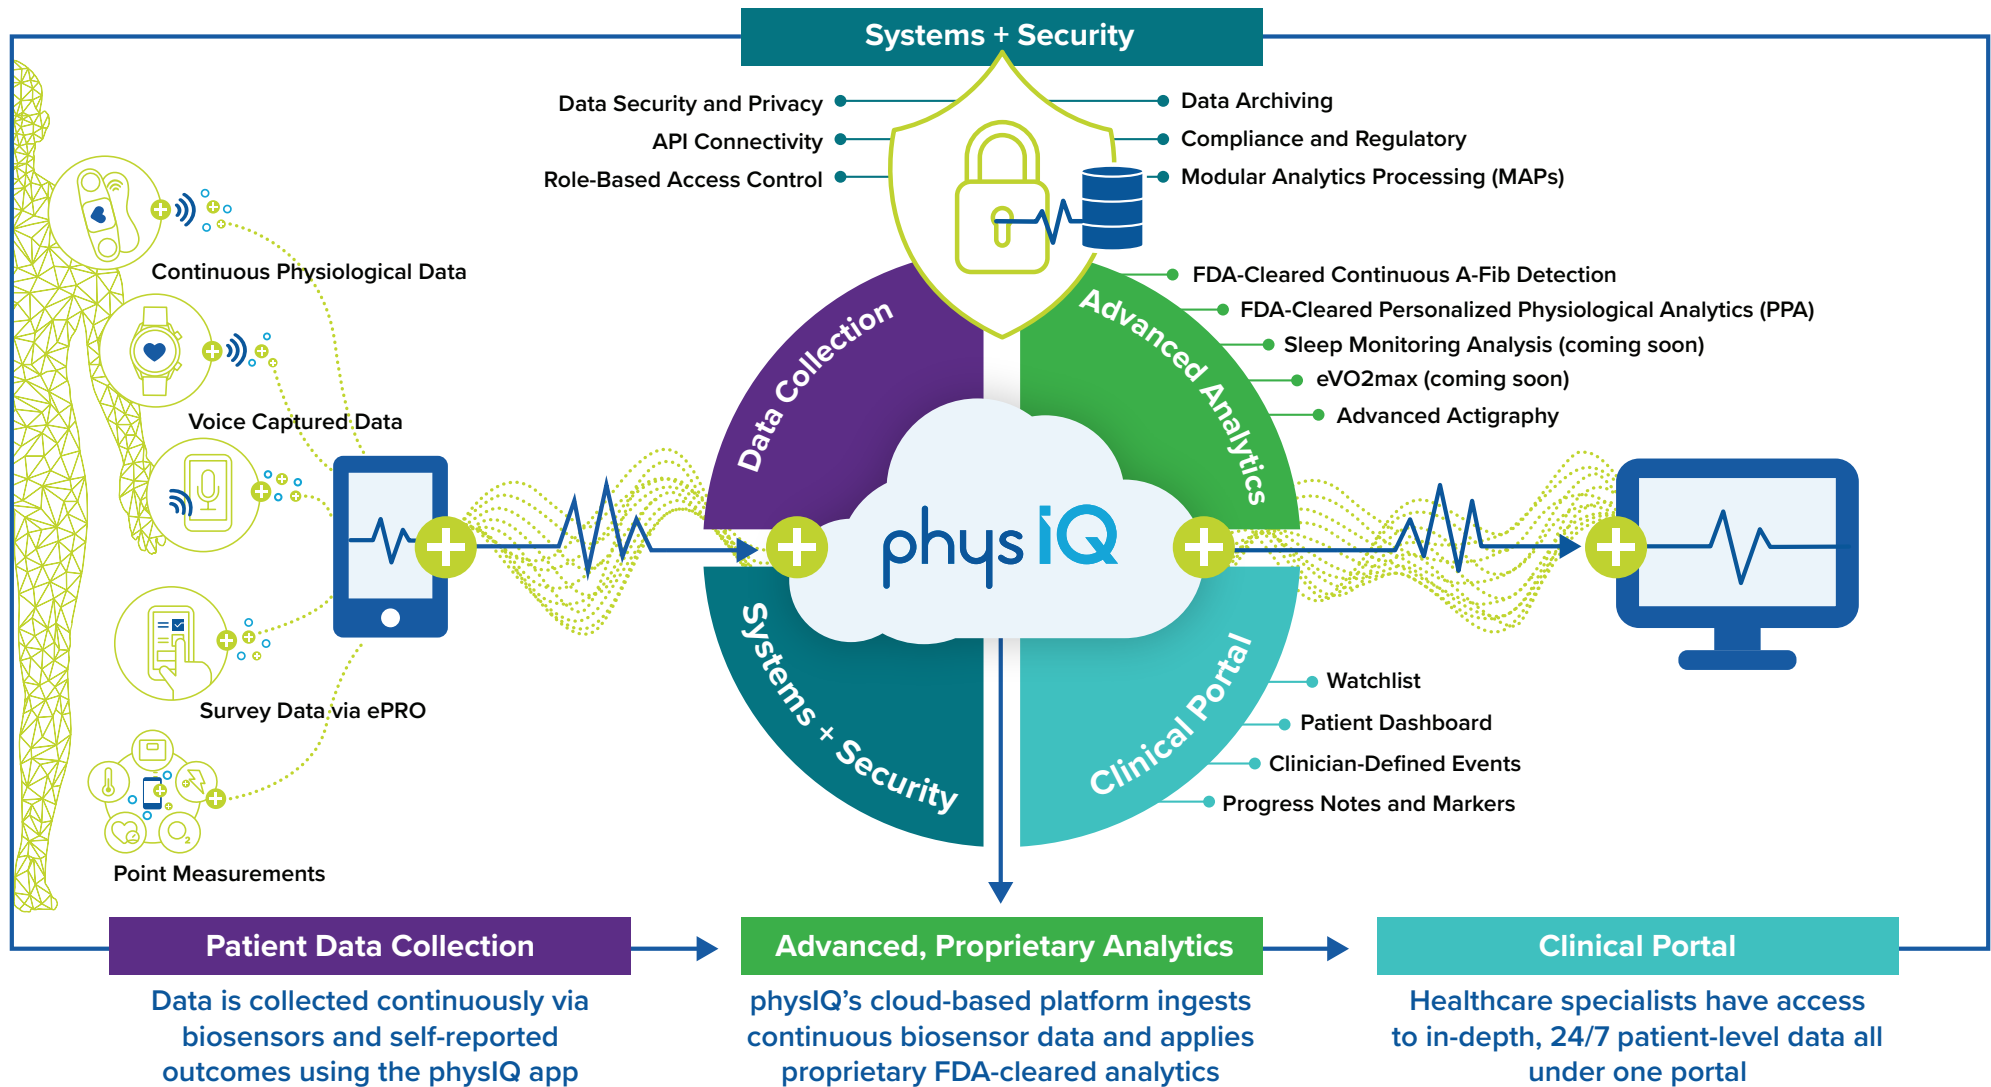 Systems + Security
Data Security and Privacy
API Connectivity
Role-Based Access Control
Data Archiving
Compliance and Regulatory
Modular Analytics Processing (MAPs)
Continuous Physiological Data
Voice Captured Data
Survey Data via ePRO
O2
Point Measurements
Data Collection
Advanced Analytics
FDA-Cleared Continuous A-Fib Detection
FDA-Cleared Personalized Physiological Analytics (PPA)
Sleep Monitoring Analysis (coming soon)
eVO2max (coming soon)
Advanced Actigraphy
physIQ
Systems + Security
Clinical Portal
Watchlist
Patient Dashboard
Clinician-Defined Events
Progress Notes and Markers
Patient Data Collection
Data is collected continuously via
biosensors and self-reported
outcomes using the physIQ app
Advanced, Proprietary Analytics
physIQ’s cloud-based platform ingests
continuous biosensor data and applies
proprietary FDA-cleared analytics
Clinical Portal
Healthcare specialists have access
to in-depth, 24/7 patient-level data all
under one portal